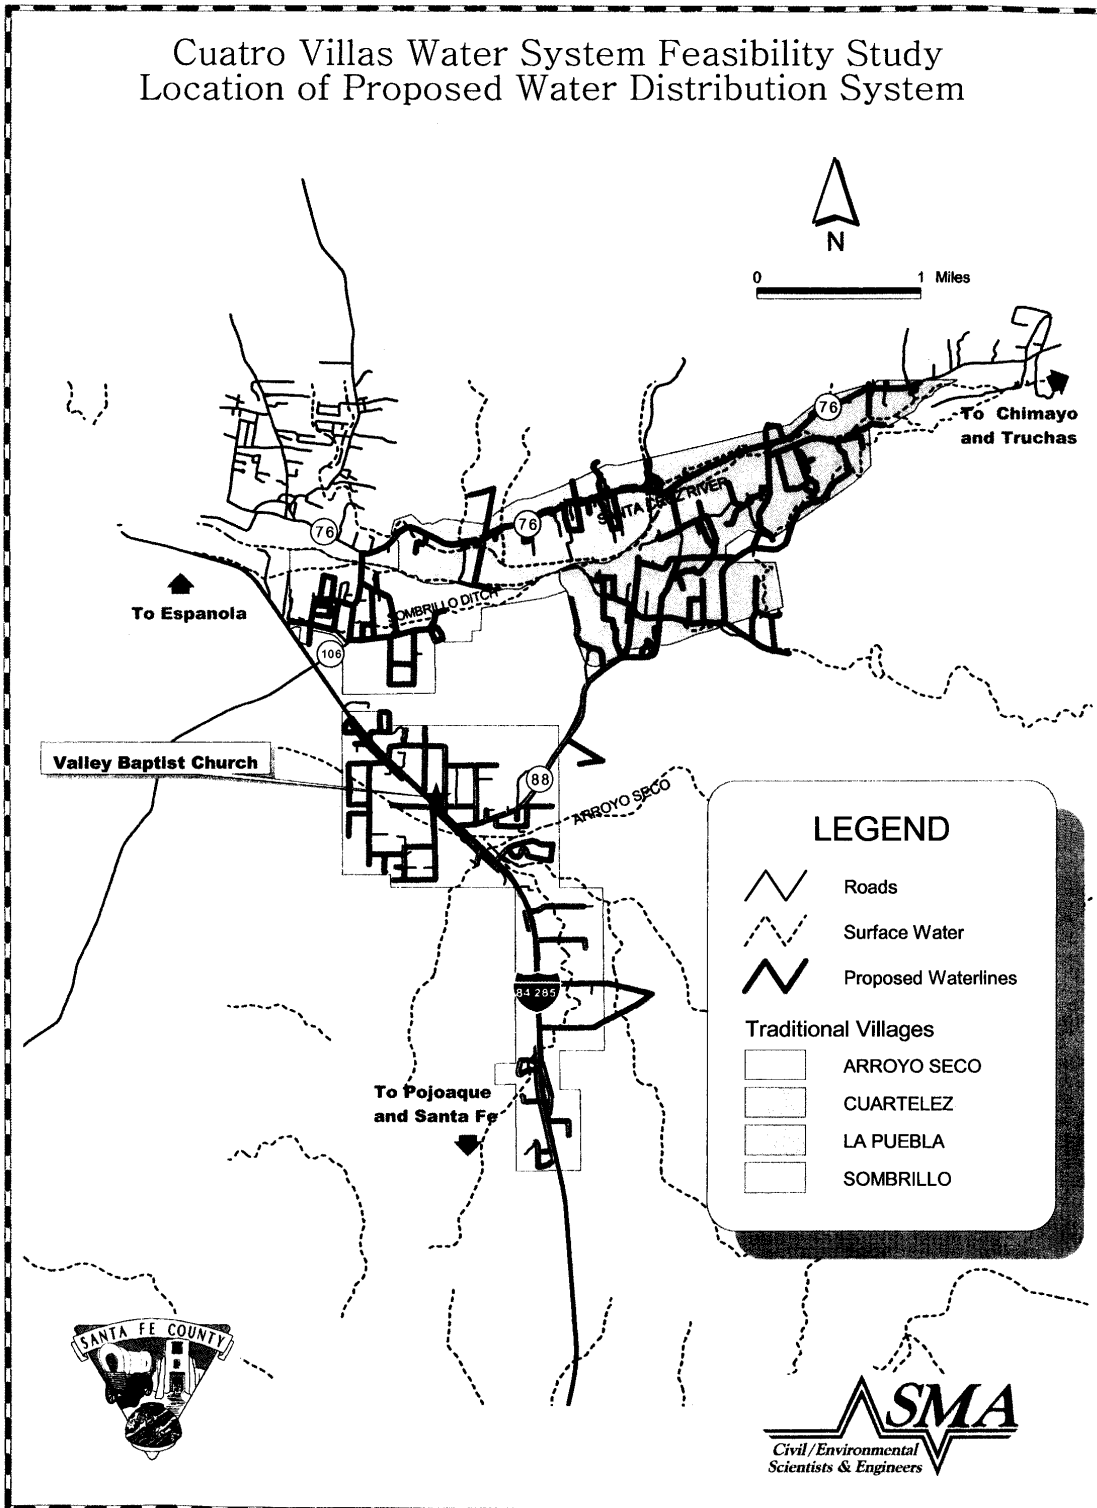 Cuatro Villas Water System Feasibility Study
Location of Proposed Water Distribution System
N
0 1 Miles
76
To Chimayo
and Truchas
SANTA CRUZ RIVER
76
76
To Espanola
SOMBRILLO DITCH
106
Valley Baptist Church
88
ARROYO SECO
84 285
To Pojoaque
and Santa Fe
LEGEND
Roads
Surface Water
Proposed Waterlines
Traditional Villages
ARROYO SECO
CUARTELEZ
LA PUEBLA
SOMBRILLO
SANTA FE COUNTY
SMA
Civil/Environmental
Scientists & Engineers